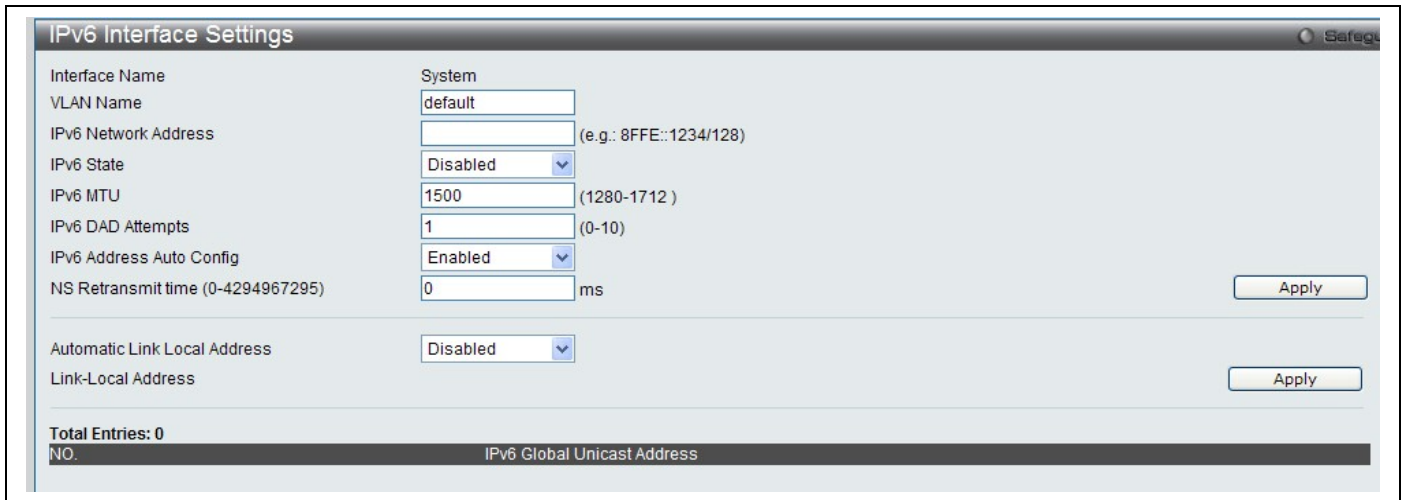 IPv6 Interface Settings Safegu
Interface Name System
VLAN Name default
IPv6 Network Address (e.g.: 8FFE::1234/128)
IPv6 State Disabled
IPv6 MTU 1500 (1280-1712 )
IPv6 DAD Attempts 1 (0-10)
IPv6 Address Auto Config Enabled
NS Retransmit time (0-4294967295) 0 ms Apply
Automatic Link Local Address Disabled
Link-Local Address Apply
Total Entries: 0
NO. IPv6 Global Unicast Address